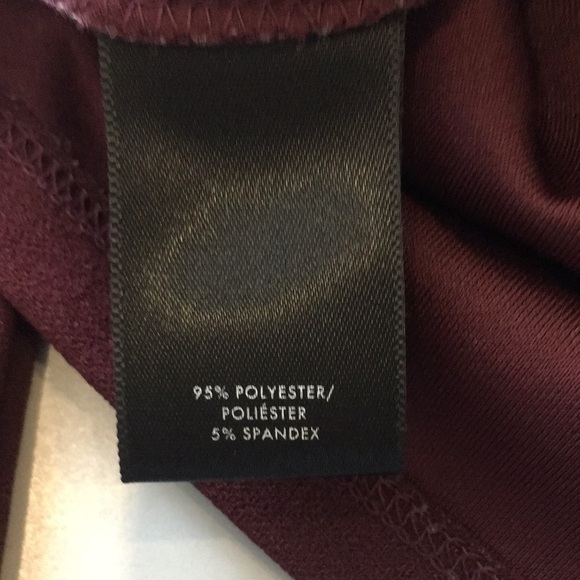 95% POLYESTER/
POLIÉSTER
5% SPANDEX